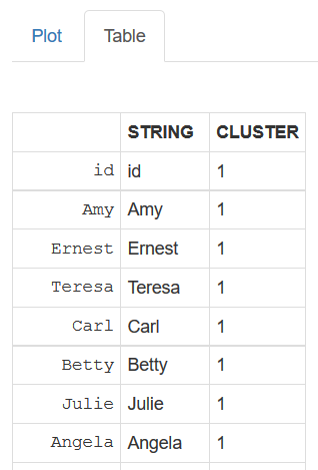 Plot Table
STRING CLUSTER
id id 1
Amy Amy 1
Ernest Ernest 1
Teresa Teresa 1
Carl Carl 1
Betty Betty 1
Julie Julie 1
Angela Angela 1